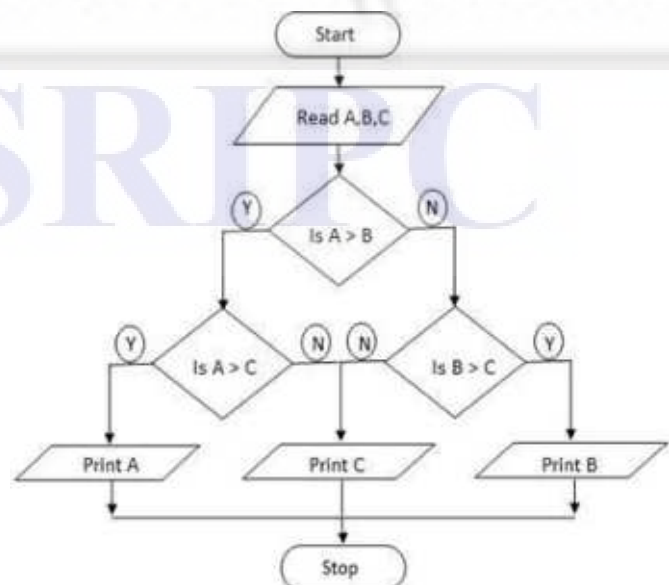 Start
SRIPC
Read A,B,C
Y
N
Is A > B
Y
N
N
Y
Is A > C
Is B > C
Print A
Print C
Print B
Stop